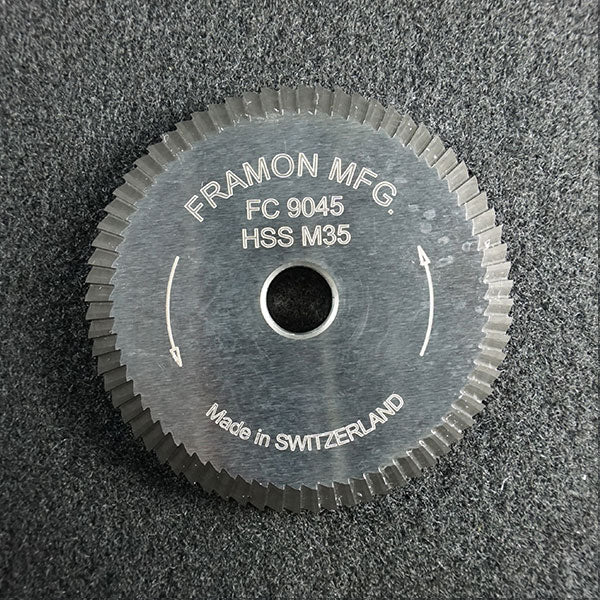 FRAMON MFG.
FC 9045
HSS M35
Made in SWITZERLAND